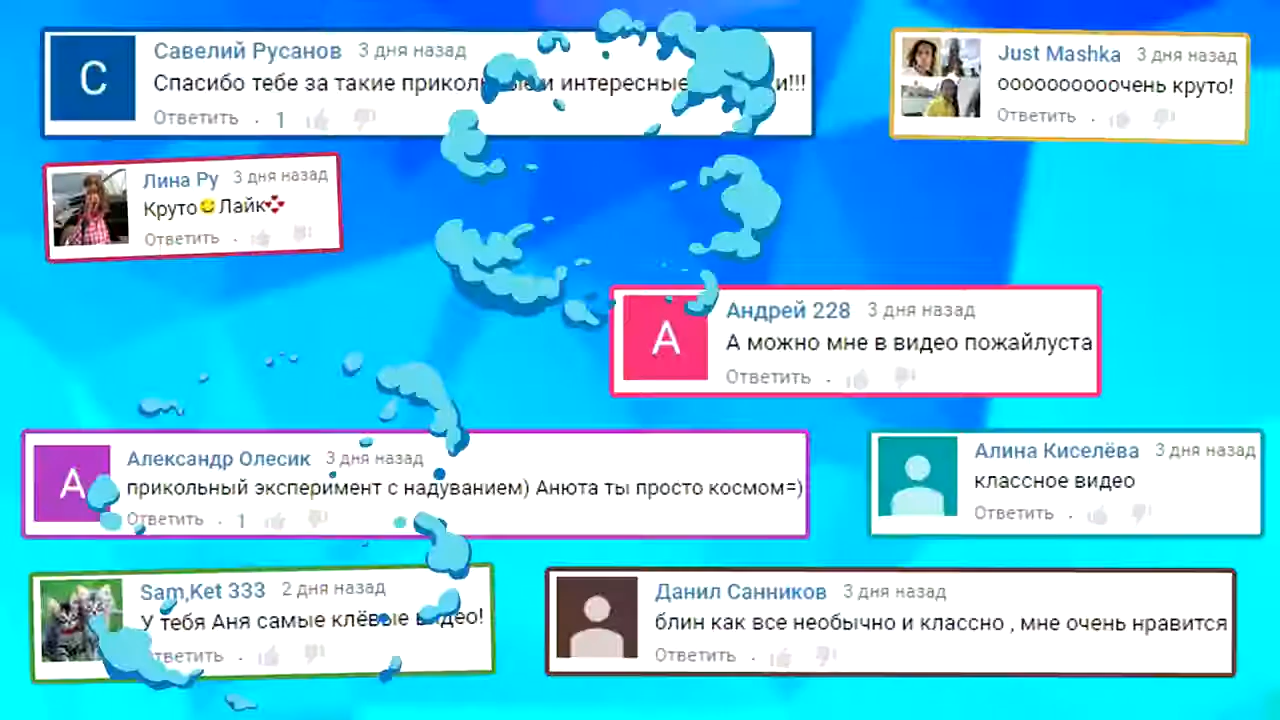 С
Савелий Русанов 3 дня назад
Спасибо тебе за такие и интересные
Ответить · 1
Just Mashka 3 дня назад
оооооооооочень круто!
Ответить ·
Лина Ру 3 дня назад
Круто Лайк
Ответить ·
А
Андрей 228 3 дня назад
А можно мне в видео пожайлуста
Ответить ·
А
Александр Олесик 3 дня назад
прикольный эксперимент с надуванием) Анюта ты просто космом=)
Ответить · 1
Алина Киселёва 3 дня назад
классное видео
Ответить ·
Sam,Ket 333 2 дня назад
У тебя Аня самые клёвые видео!
Ответить ·
Данил Санников 3 дня назад
блин как все необычно и классно , мне очень нравится
Ответить ·